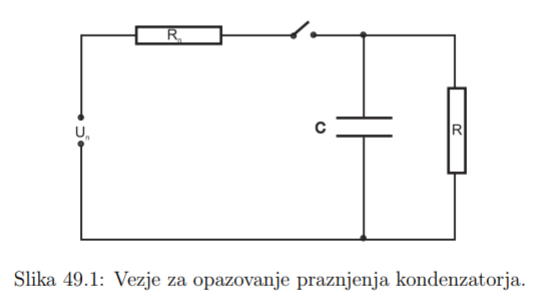 Rn
Un
C
R
Slika 49.1: Vezje za opazovanje praznjenja kondenzatorja.